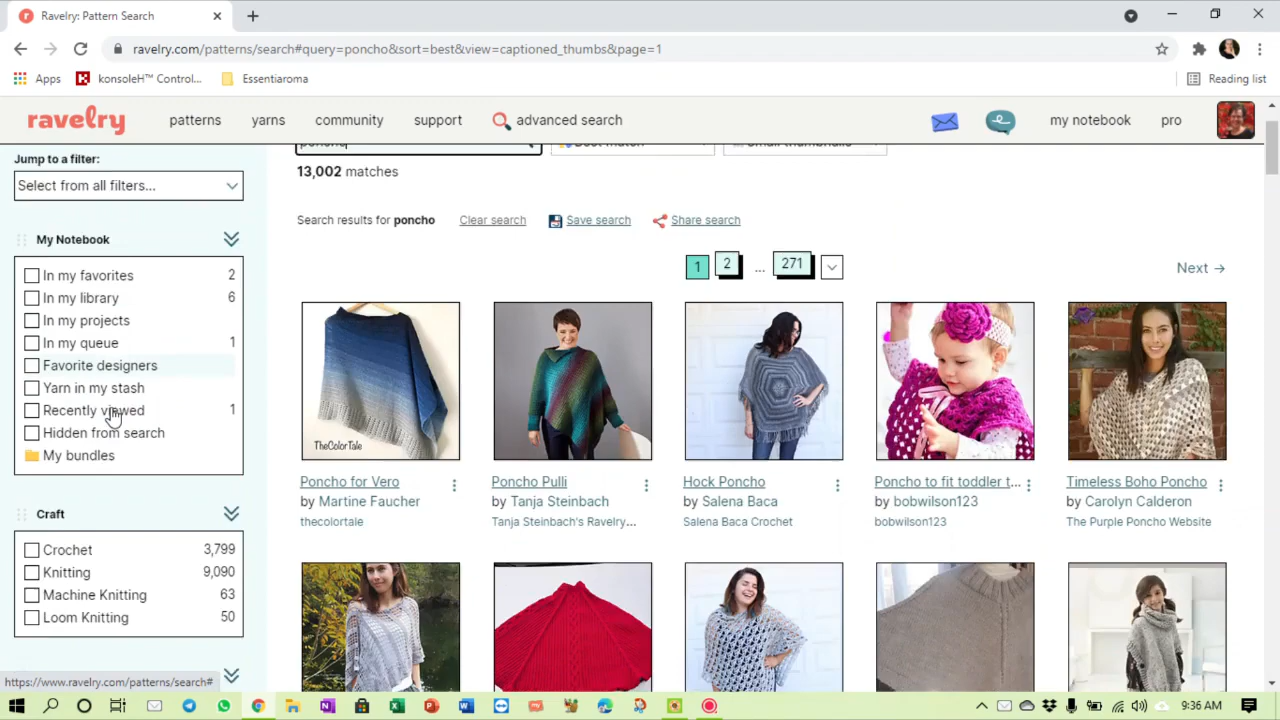 Ravelry: Pattern Search
ravelry.com/patterns/search#query=poncho&sort=best&view=captioned_thumbs&page=1
Apps konsoleH™ Control... Essentiaroma Reading list
ravelry patterns yarns community support advanced search my notebook pro
Jump to a filter:
Select from all filters...
poncho Best match Small thumbnails
13,002 matches
Search results for poncho Clear search Save search Share search
1 2 ... 271 Next →
My Notebook
In my favorites 2
In my library 6
In my projects
In my queue 1
Favorite designers
Yarn in my stash
Recently viewed 1
Hidden from search
My bundles
Craft
Crochet 3,799
Knitting 9,090
Machine Knitting 63
Loom Knitting 50
TheColorTale
Poncho for Vero
by Martine Faucher
thecolortale
Poncho Pulli
by Tanja Steinbach
Tanja Steinbach's Ravelry...
Hock Poncho
by Salena Baca
Salena Baca Crochet
Poncho to fit toddler t...
by bobwilson123
bobwilson123
Timeless Boho Poncho
by Carolyn Calderon
The Purple Poncho Website
https://www.ravelry.com/patterns/search#
9:36 AM